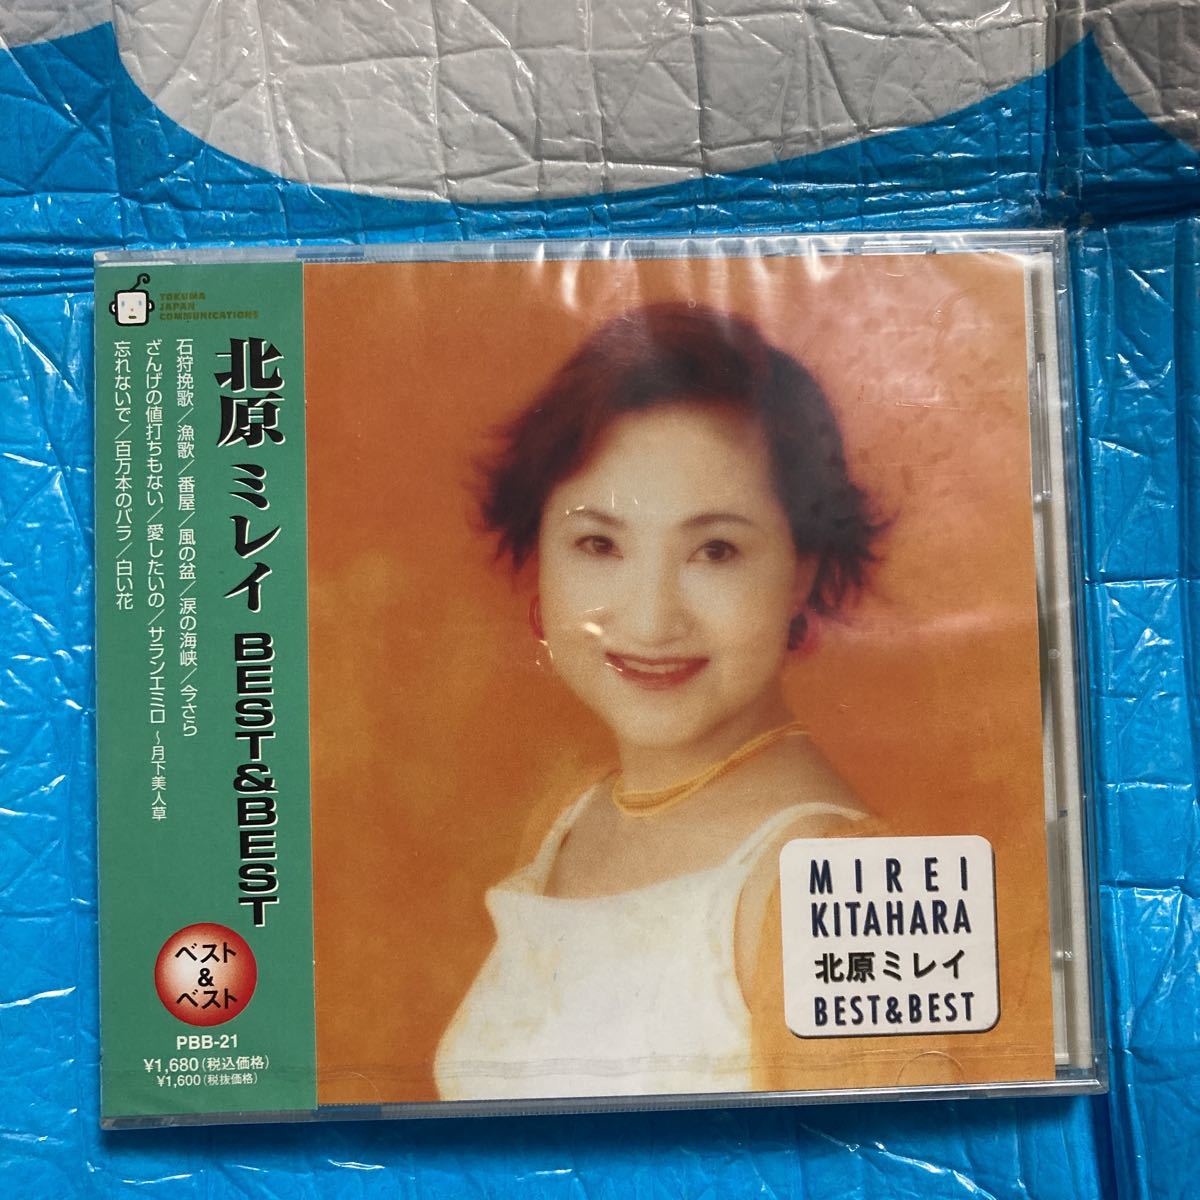 TOKUMA
JAPAN
COMMUNICATIONS
北原ミレイ BEST&BEST
石狩挽歌／漁歌／番屋／風の盆／涙の海峡／今さら
ざんげの値打ちもない／愛したいの／サランエミロ ～月下美人草
忘れないで／百万本のバラ／白い花
ベスト
&
ベスト
PBB-21
¥1,680(税込価格)
¥1,600(税抜価格)
MIREI
KITAHARA
北原ミレイ
BEST&BEST